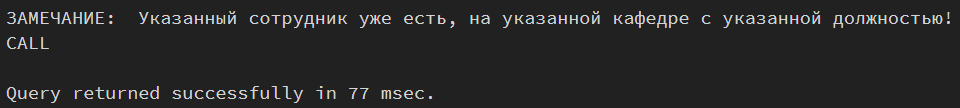 ЗАМЕЧАНИЕ:  Указанный сотрудник уже есть, на указанной кафедре с указанной должностью!
CALL
Query returned successfully in 77 msec.